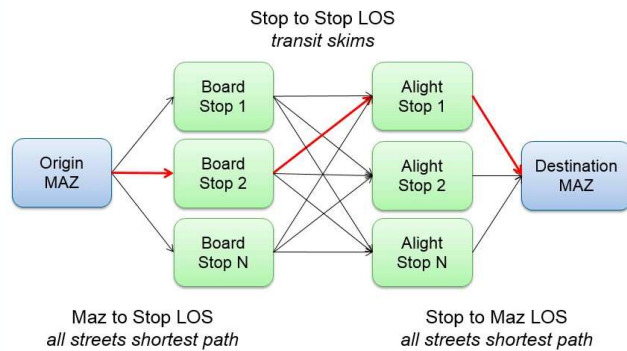 Stop to Stop LOS
transit skims
Board
Stop 1
Alight
Stop 1
Origin
MAZ
Board
Stop 2
Alight
Stop 2
Destination
MAZ
Board
Stop N
Alight
Stop N
Maz to Stop LOS
all streets shortest path
Stop to Maz LOS
all streets shortest path